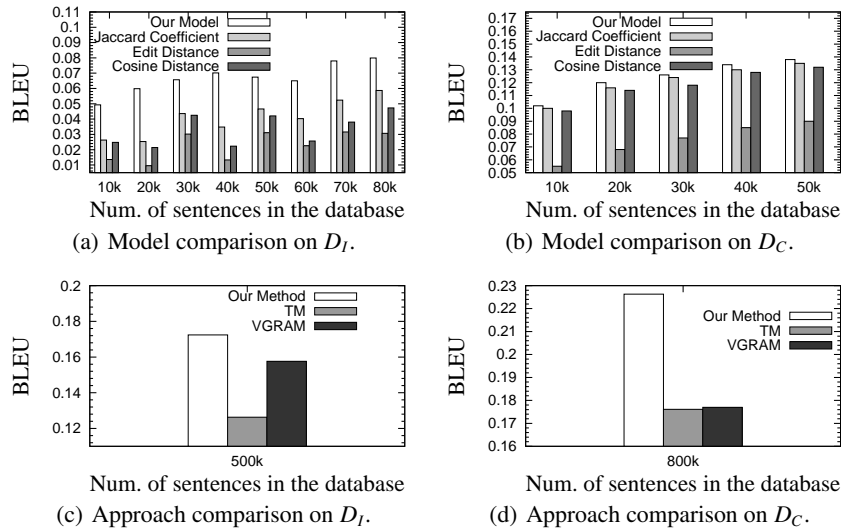 BLEU
0.11
0.1
0.09
0.08
0.07
0.06
0.05
0.04
0.03
0.02
0.01
Our Model
Jaccard Coefficient
Edit Distance
Cosine Distance
10k 20k 30k 40k 50k 60k 70k 80k
Num. of sentences in the database
(a) Model comparison on D_I.
BLEU
0.17
0.16
0.15
0.14
0.13
0.12
0.11
0.1
0.09
0.08
0.07
0.06
0.05
Our Model
Jaccard Coefficient
Edit Distance
Cosine Distance
10k 20k 30k 40k 50k
Num. of sentences in the database
(b) Model comparison on D_C.
BLEU
0.2
0.18
0.16
0.14
0.12
Our Method
TM
VGRAM
500k
Num. of sentences in the database
(c) Approach comparison on D_I.
BLEU
0.23
0.22
0.21
0.2
0.19
0.18
0.17
0.16
Our Method
TM
VGRAM
800k
Num. of sentences in the database
(d) Approach comparison on D_C.